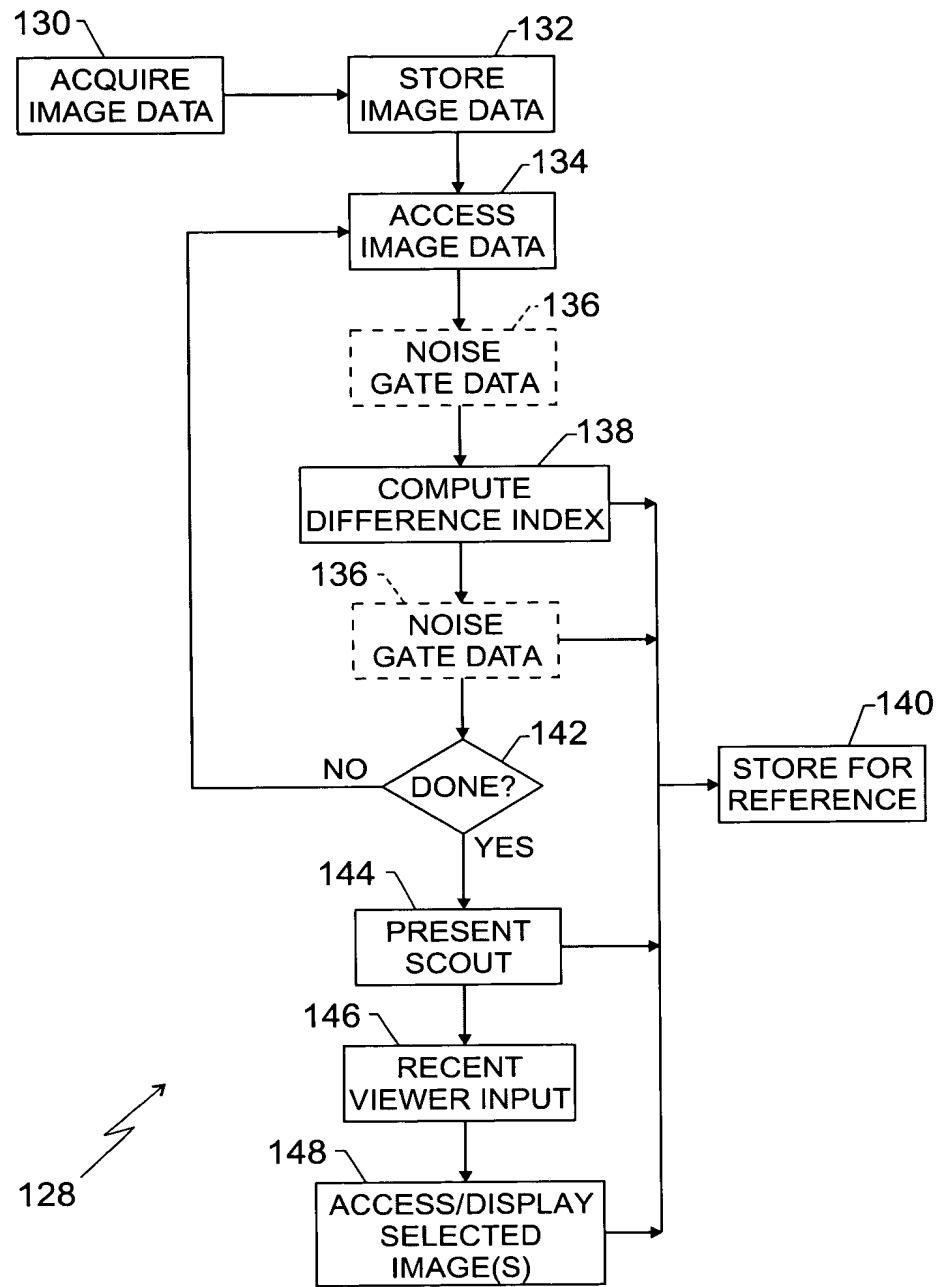 130
ACQUIRE
IMAGE DATA
132
STORE
IMAGE DATA
134
ACCESS
IMAGE DATA
136
NOISE
GATE DATA
138
COMPUTE
DIFFERENCE INDEX
136
NOISE
GATE DATA
142
NO
DONE?
YES
140
STORE FOR
REFERENCE
144
PRESENT
SCOUT
146
RECENT
VIEWER INPUT
148
ACCESS/DISPLAY
SELECTED
IMAGE(S)
128